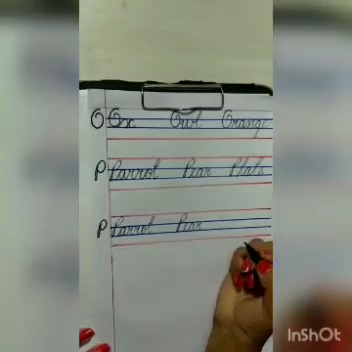 O Ox Owl Orange
P Parrot Pear Plate
P Parrot Pear
InShOt